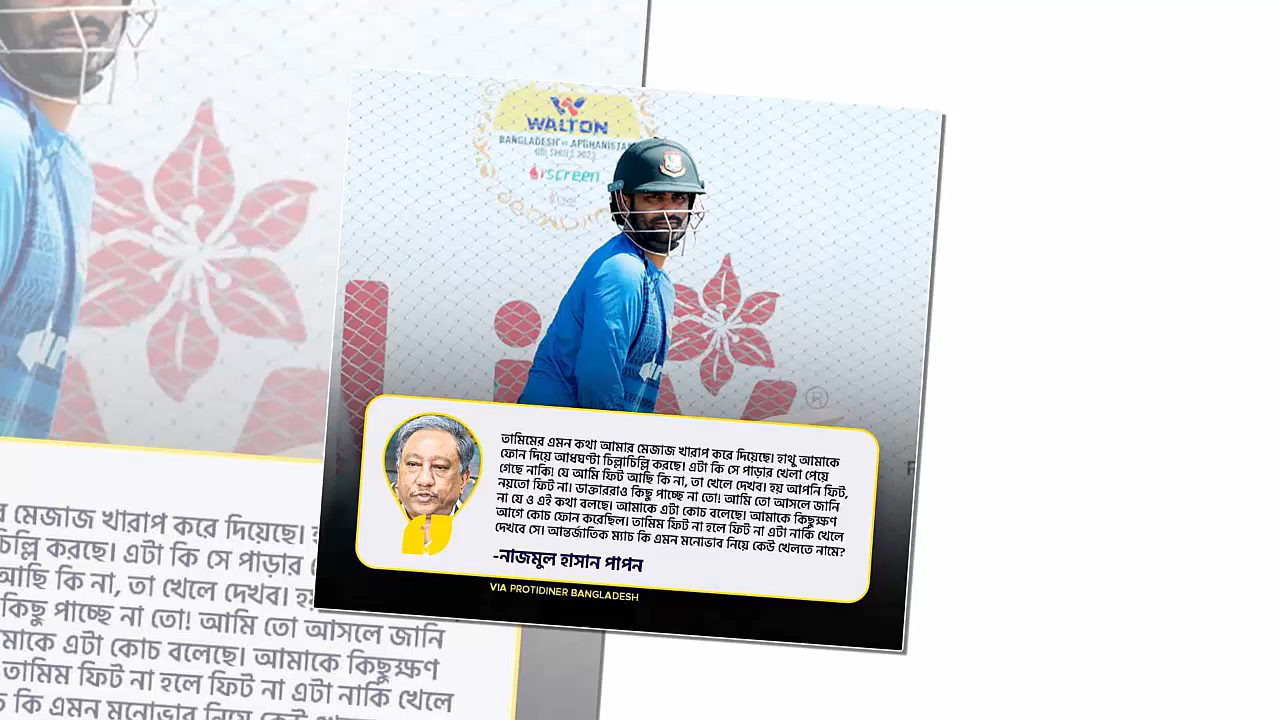 WALTON
BANGLADESH vs AFGHANISTAN
ODI SERIES 2023
iscreen
®
তামিমের এমন কথা আমার মেজাজ খারাপ করে দিয়েছে। হাথু আমাকে
ফোন দিয়ে আধঘণ্টা চিল্লাচিল্লি করছে। এটা কি সে পাড়ার খেলা পেয়ে
গেছে নাকি! যে আমি ফিট আছি কি না, তা খেলে দেখব। হয় আপনি ফিট,
নয়তো ফিট না। ডাক্তাররাও কিছু পাচ্ছে না তো! আমি তো আসলে জানি
না যে ও এই কথা বলছে। আমাকে এটা কোচ বলেছে। আমাকে কিছুক্ষণ
আগে কোচ ফোন করেছিল। তামিম ফিট না হলে ফিট না এটা নাকি খেলে
দেখবে সে। আন্তর্জাতিক ম্যাচ কি এমন মনোভাব নিয়ে কেউ খেলতে নামে?
-নাজমুল হাসান পাপন
VIA PROTIDINER BANGLADESH
মেজাজ খারাপ করে দিয়েছে।
চিল্লি করছে। এটা কি সে পাড়ার
আছি কি না, তা খেলে দেখব।
কিছু পাচ্ছে না তো! আমি তো আসলে জানি
মাকে এটা কোচ বলেছে। আমাকে কিছুক্ষণ
তামিম ফিট না হলে ফিট না এটা নাকি খেলে
কি এমন মনোভাব নিয়ে কেউ